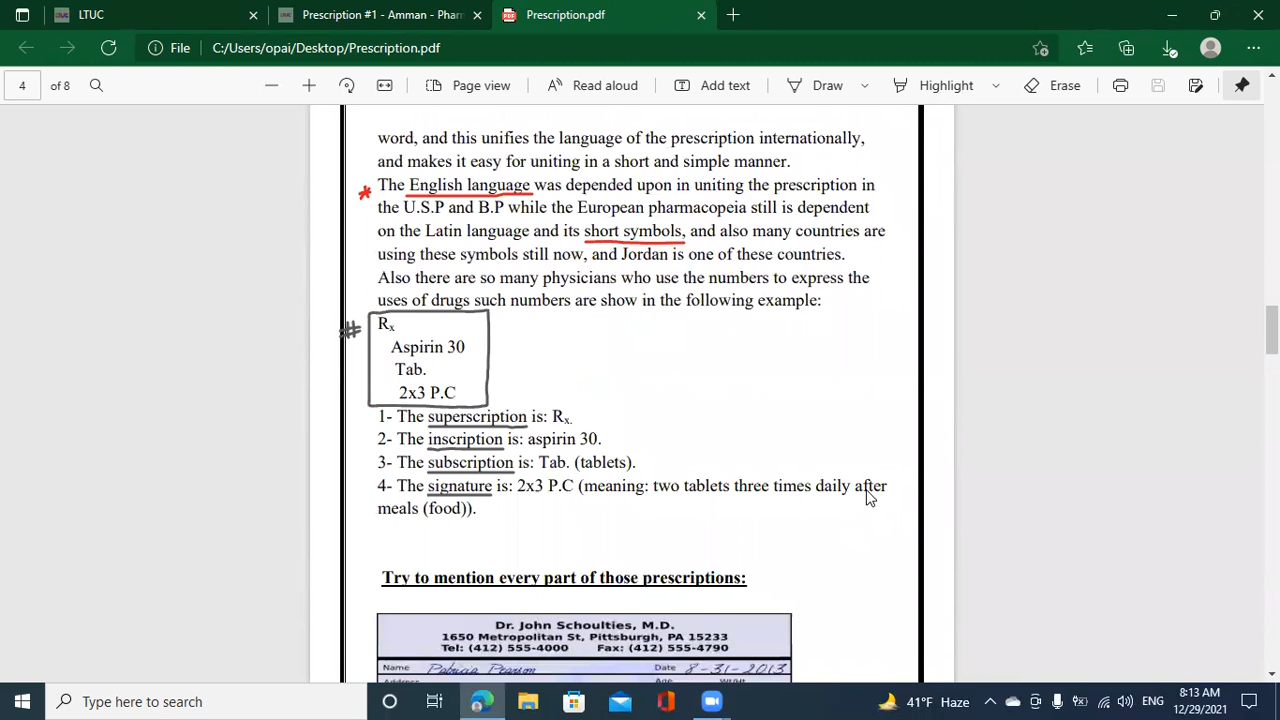 LTUC
Prescription #1 - Amman - Phar
Prescription.pdf
File C:/Users/opai/Desktop/Prescription.pdf
4 of 8
Page view
Read aloud
Add text
Draw
Highlight
Erase
word, and this unifies the language of the prescription internationally,
and makes it easy for uniting in a short and simple manner.
* The English language was depended upon in uniting the prescription in
the U.S.P and B.P while the European pharmacopeia still is dependent
on the Latin language and its short symbols, and also many countries are
using these symbols still now, and Jordan is one of these countries.
Also there are so many physicians who use the numbers to express the
uses of drugs such numbers are show in the following example:
# Rx
Aspirin 30
Tab.
2x3 P.C
1- The superscription is: Rx.
2- The inscription is: aspirin 30.
3- The subscription is: Tab. (tablets).
4- The signature is: 2x3 P.C (meaning: two tablets three times daily after
meals (food)).
Try to mention every part of those prescriptions:
Dr. John Schoulties, M.D.
1650 Metropolitan St, Pittsburgh, PA 15233
Tel: (412) 555-4000 Fax: (412) 555-4790
Name Patricia Pearson Date 8-31-2013
Type here to search
41°F Haze
ENG
8:13 AM
12/29/2021